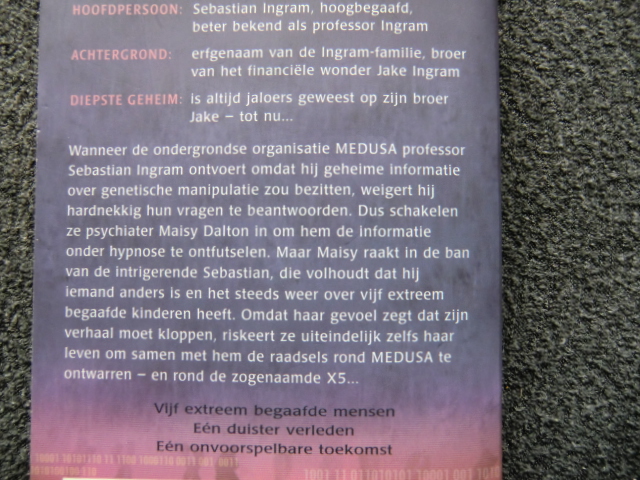 HOOFDPERSOON: Sebastian Ingram, hoogbegaafd,
beter bekend als professor Ingram
ACHTERGROND: erfgenaam van de Ingram-familie, broer
van het financiële wonder Jake Ingram
DIEPSTE GEHEIM: is altijd jaloers geweest op zijn broer
Jake – tot nu...
Wanneer de ondergrondse organisatie MEDUSA professor
Sebastian Ingram ontvoert omdat hij geheime informatie
over genetische manipulatie zou bezitten, weigert hij
hardnekkig hun vragen te beantwoorden. Dus schakelen
ze psychiater Maisy Dalton in om hem de informatie
onder hypnose te ontfutselen. Maar Maisy raakt in de ban
van de intrigerende Sebastian, die volhoudt dat hij
iemand anders is en het steeds weer over vijf extreem
begaafde kinderen heeft. Omdat haar gevoel zegt dat zijn
verhaal moet kloppen, riskeert ze uiteindelijk zelfs haar
leven om samen met hem de raadsels rond MEDUSA te
ontwarren – en rond de zogenaamde X5...
Vijf extreem begaafde mensen
Eén duister verleden
Eén onvoorspelbare toekomst